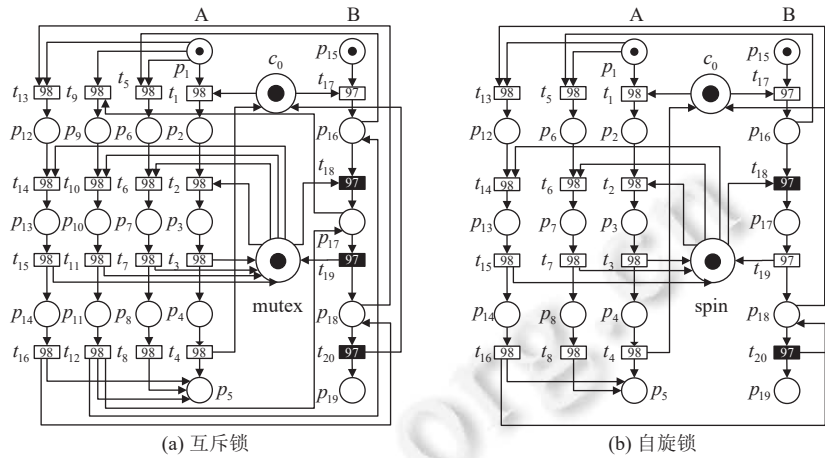 A B
p1 c0 p15
t13 98 t9 98 t5 98 t1 98 t17 97
p12 p9 p6 p2 p16
t18
t14 98 t10 98 t6 98 t2 98 97
p13 p10 p7 p3 p17
t15 98 t11 98 t7 98 t3 98 t19 97
mutex
p14 p11 p8 p4 p18
t16 98 t12 98 t8 98 t4 98 t20 97
p5 p19
(a) 互斥锁
A B
p1 c0 p15
t13 98 t5 98 t1 98 t17 97
p12 p6 p2 p16
t18
t14 98 t6 98 t2 98 97
p13 p7 p3 p17
t15 98 t7 98 t3 98 t19 97
spin
p14 p8 p4 p18
t16 98 t8 98 t4 98 t20 97
p5 p19
(b) 自旋锁
org.cn